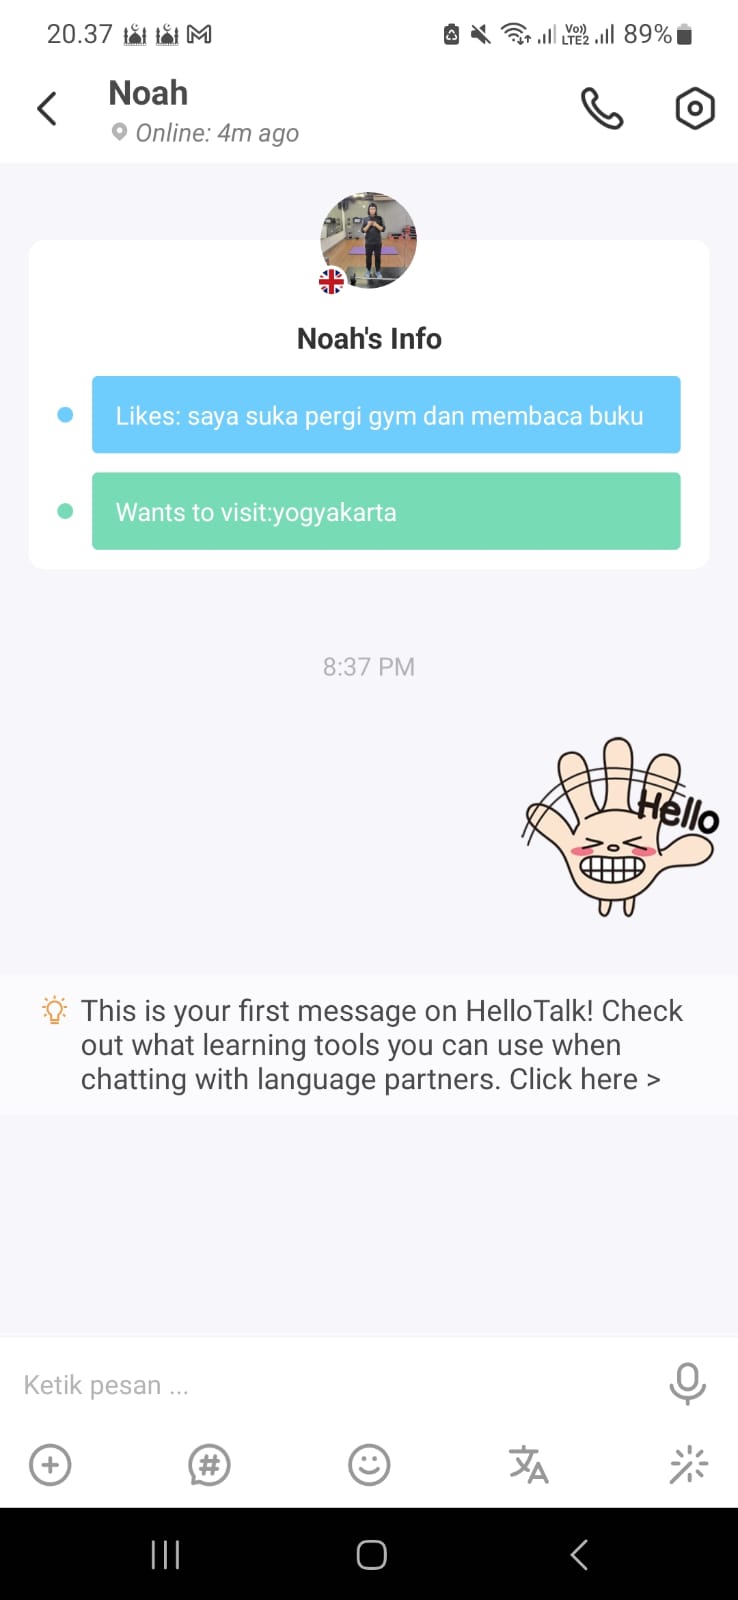 20.37
Vo))
LTE2
89%
Noah
Online: 4m ago
Noah's Info
Likes: saya suka pergi gym dan membaca buku
Wants to visit:yogyakarta
8:37 PM
Hello
This is your first message on HelloTalk! Check
out what learning tools you can use when
chatting with language partners. Click here >
Ketik pesan ...